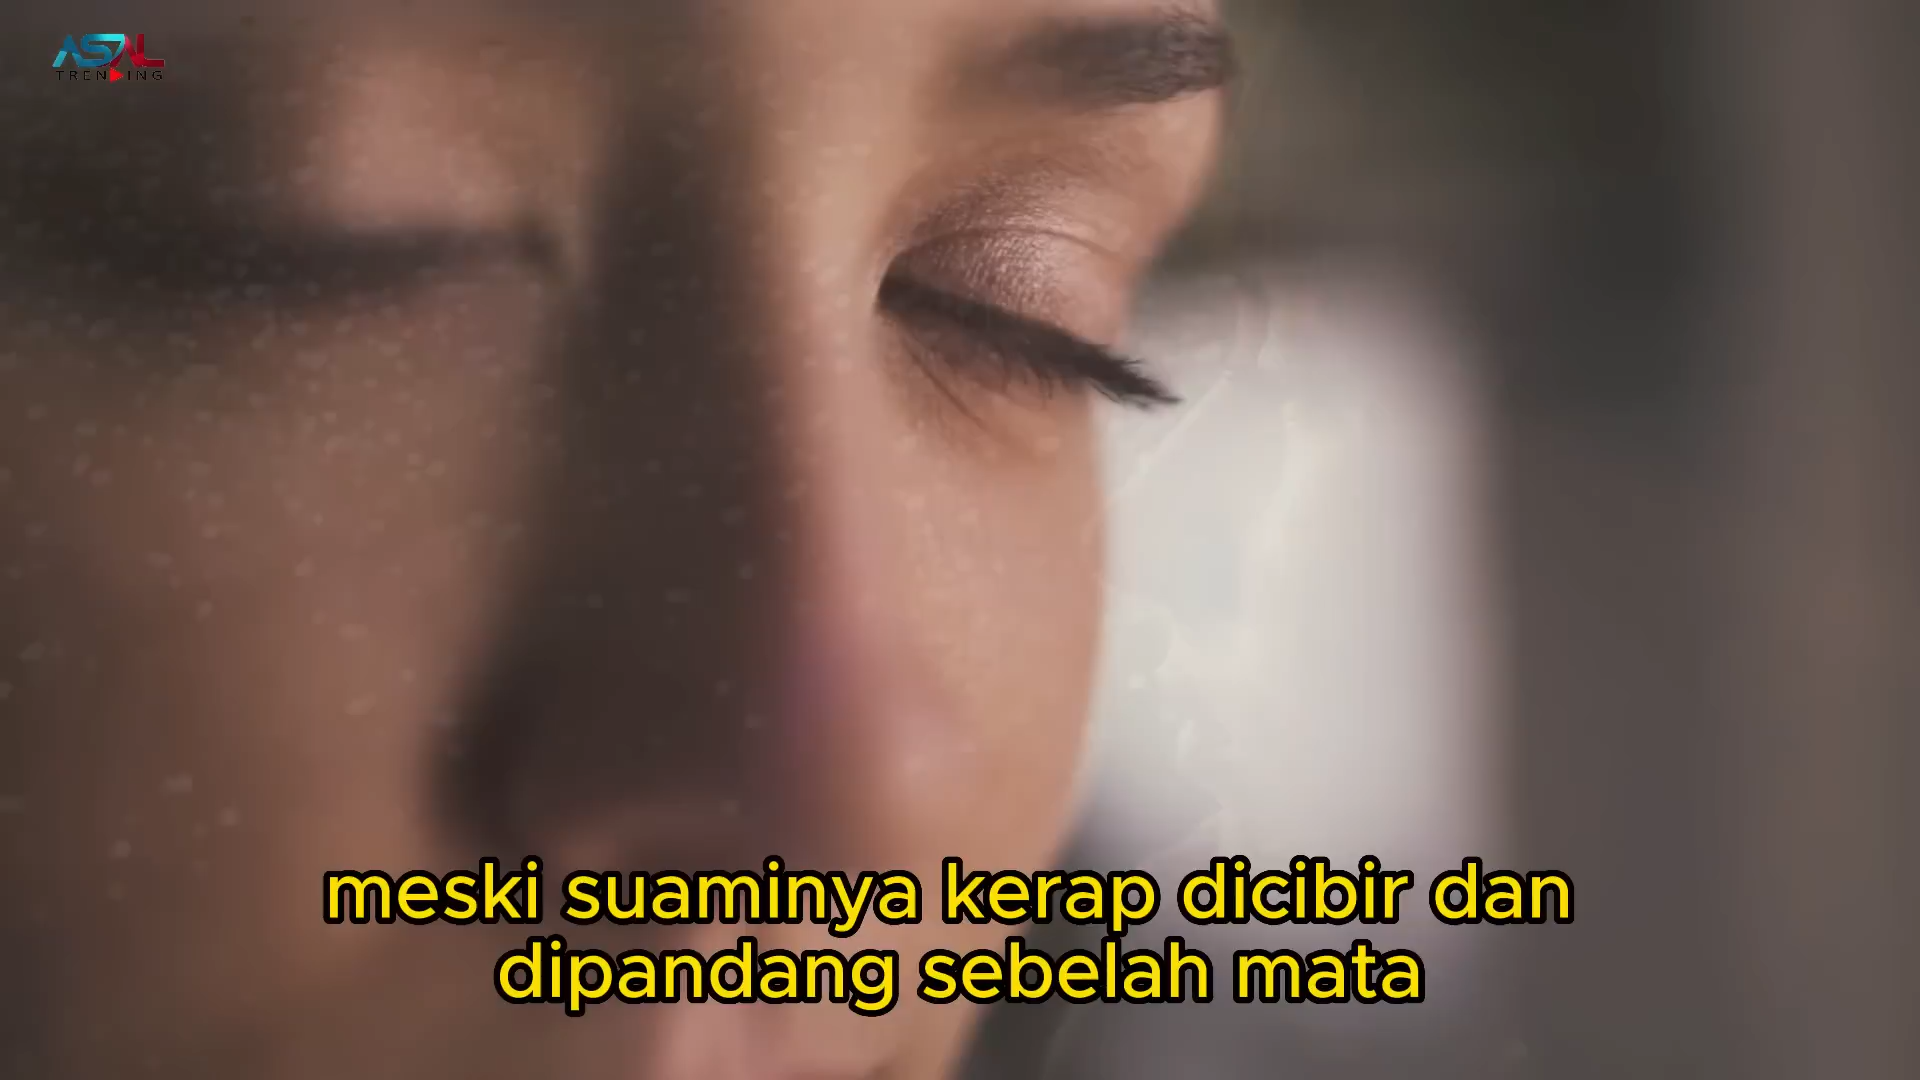 ASAL
TRENDING
meski suaminya kerap dicibir dan
dipandang sebelah mata